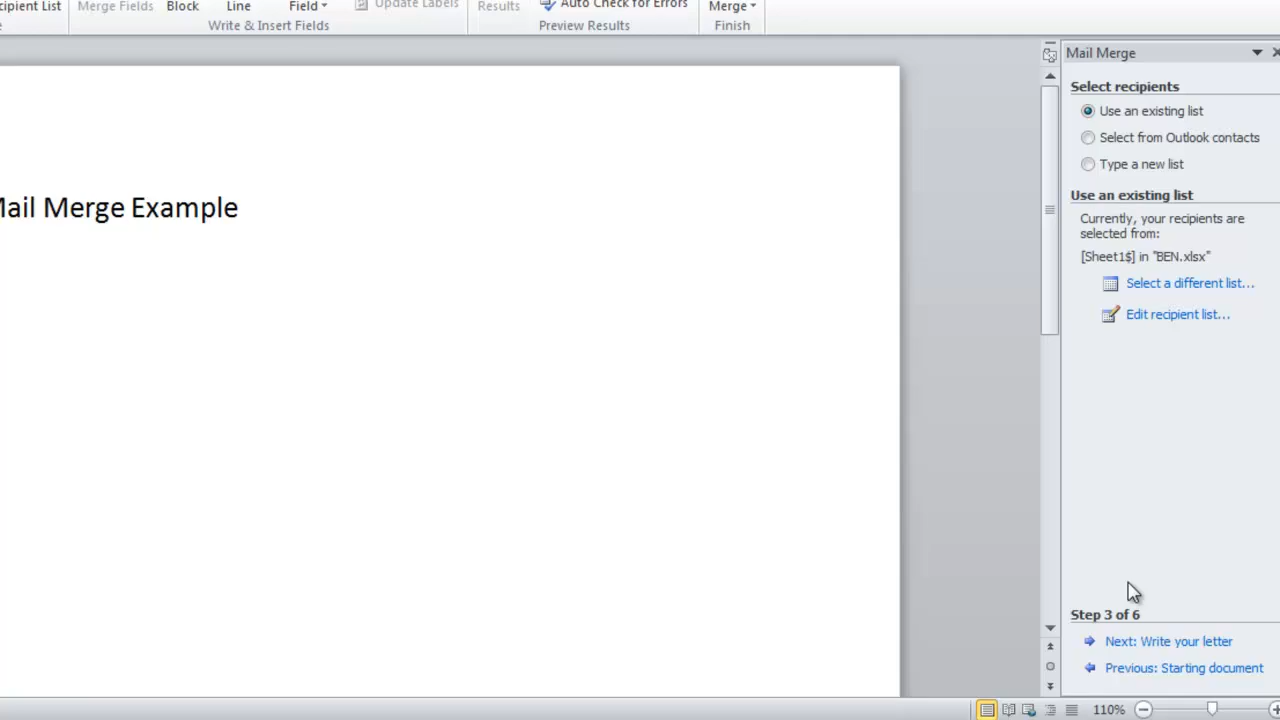 Merge Fields Block Line Field Update Labels Results Auto Check for Errors Merge
Write & Insert Fields Preview Results Finish
Mail Merge
Select recipients
Use an existing list
Select from Outlook contacts
Type a new list
Mail Merge Example
Use an existing list
Currently, your recipients are
selected from:
[Sheet1$] in "BEN.xlsx"
Select a different list...
Edit recipient list...
Step 3 of 6
Next: Write your letter
Previous: Starting document
110%